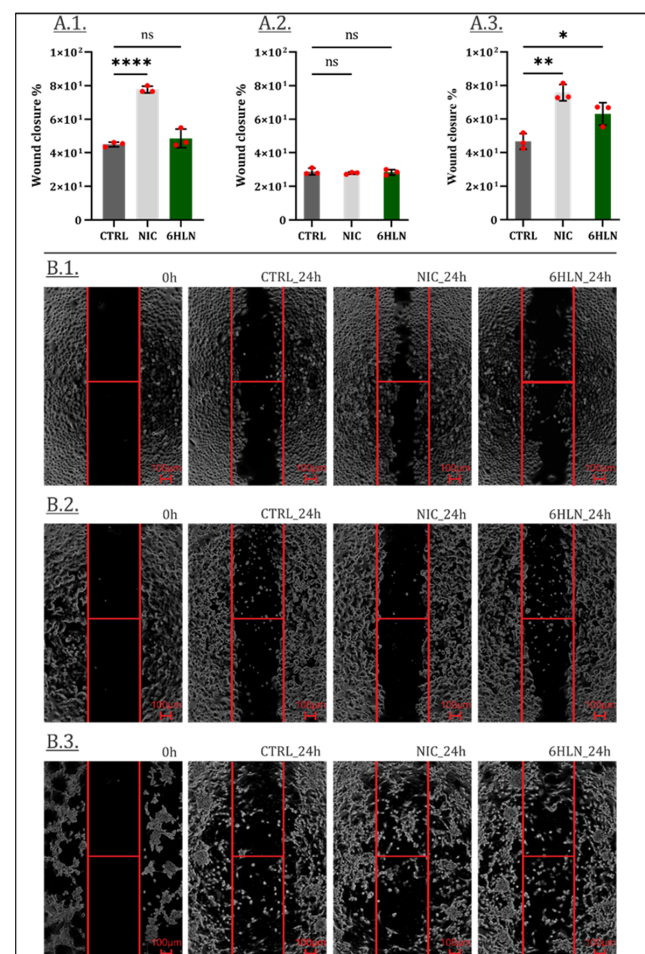 A.1.
ns
****
Wound closure %
1×10²
8×10¹
6×10¹
4×10¹
2×10¹
0
CTRL NIC 6HLN
A.2.
ns
ns
Wound closure %
1×10²
8×10¹
6×10¹
4×10¹
2×10¹
0
CTRL NIC 6HLN
A.3.
*
**
Wound closure %
1×10²
8×10¹
6×10¹
4×10¹
2×10¹
0
CTRL NIC 6HLN
B.1.
0h CTRL_24h NIC_24h 6HLN_24h
100μm 100μm 100μm 100μm
B.2.
0h CTRL_24h NIC_24h 6HLN_24h
100μm 100μm 100μm 100μm
B.3.
0h CTRL_24h NIC_24h 6HLN_24h
100μm 100μm 100μm 100μm